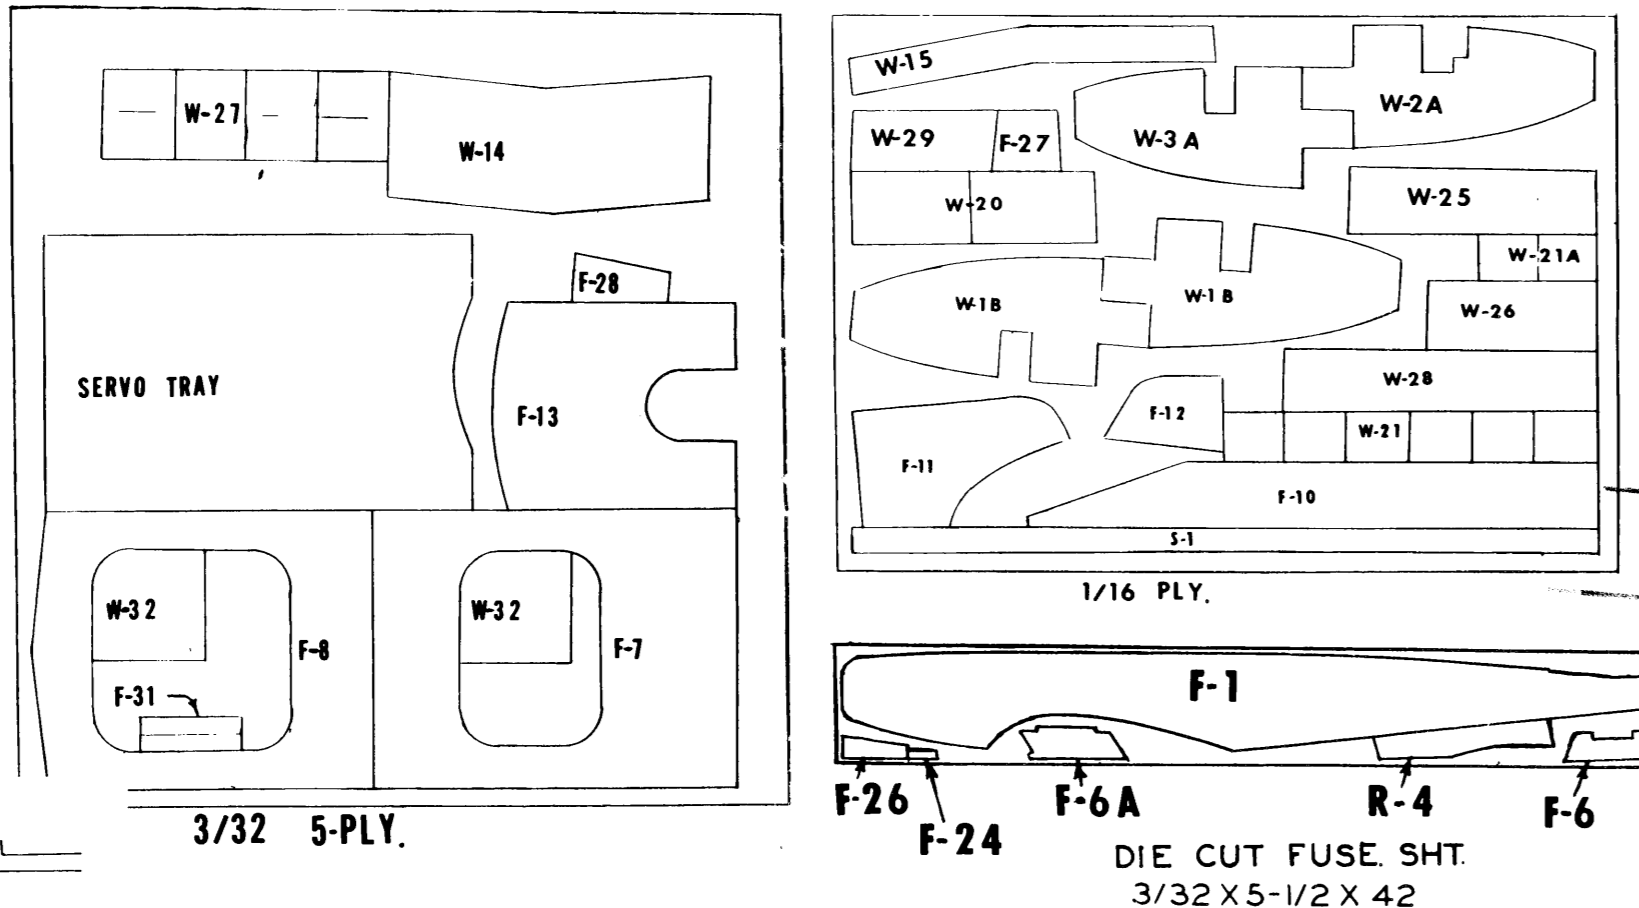 W-27
W-14
F-28
SERVO TRAY
F-13
W-32
F-8
F-31
W-32
F-7
3/32 5-PLY.
W-15
W-2A
W-3A
W-29
F-27
W-20
W-25
W-21A
W-1B
W-1B
W-26
W-28
F-12
W-21
F-11
F-10
S-1
1/16 PLY.
F-1
F-26
F-24
F-6A
R-4
F-6
DIE CUT FUSE. SHT.
3/32 X 5-1/2 X 42